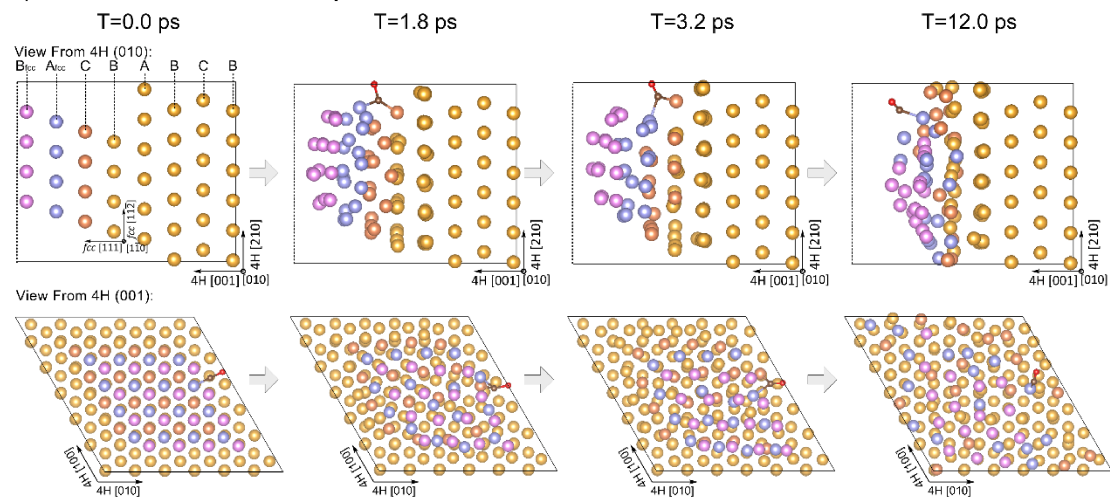 T=0.0 ps T=1.8 ps T=3.2 ps T=12.0 ps
View From 4H (010):
Bfcc Afcc C B A B C B
fcc [112̄]
fcc [111] [1̄10]
4H [210] 4H [210] 4H [210] 4H [210]
4H [001] [010] 4H [001] [010] 4H [001] [010] 4H [001] [010]
View From 4H (001):
4H [100] 4H [100] 4H [100] 4H [100]
4H [010] 4H [010] 4H [010] 4H [010]